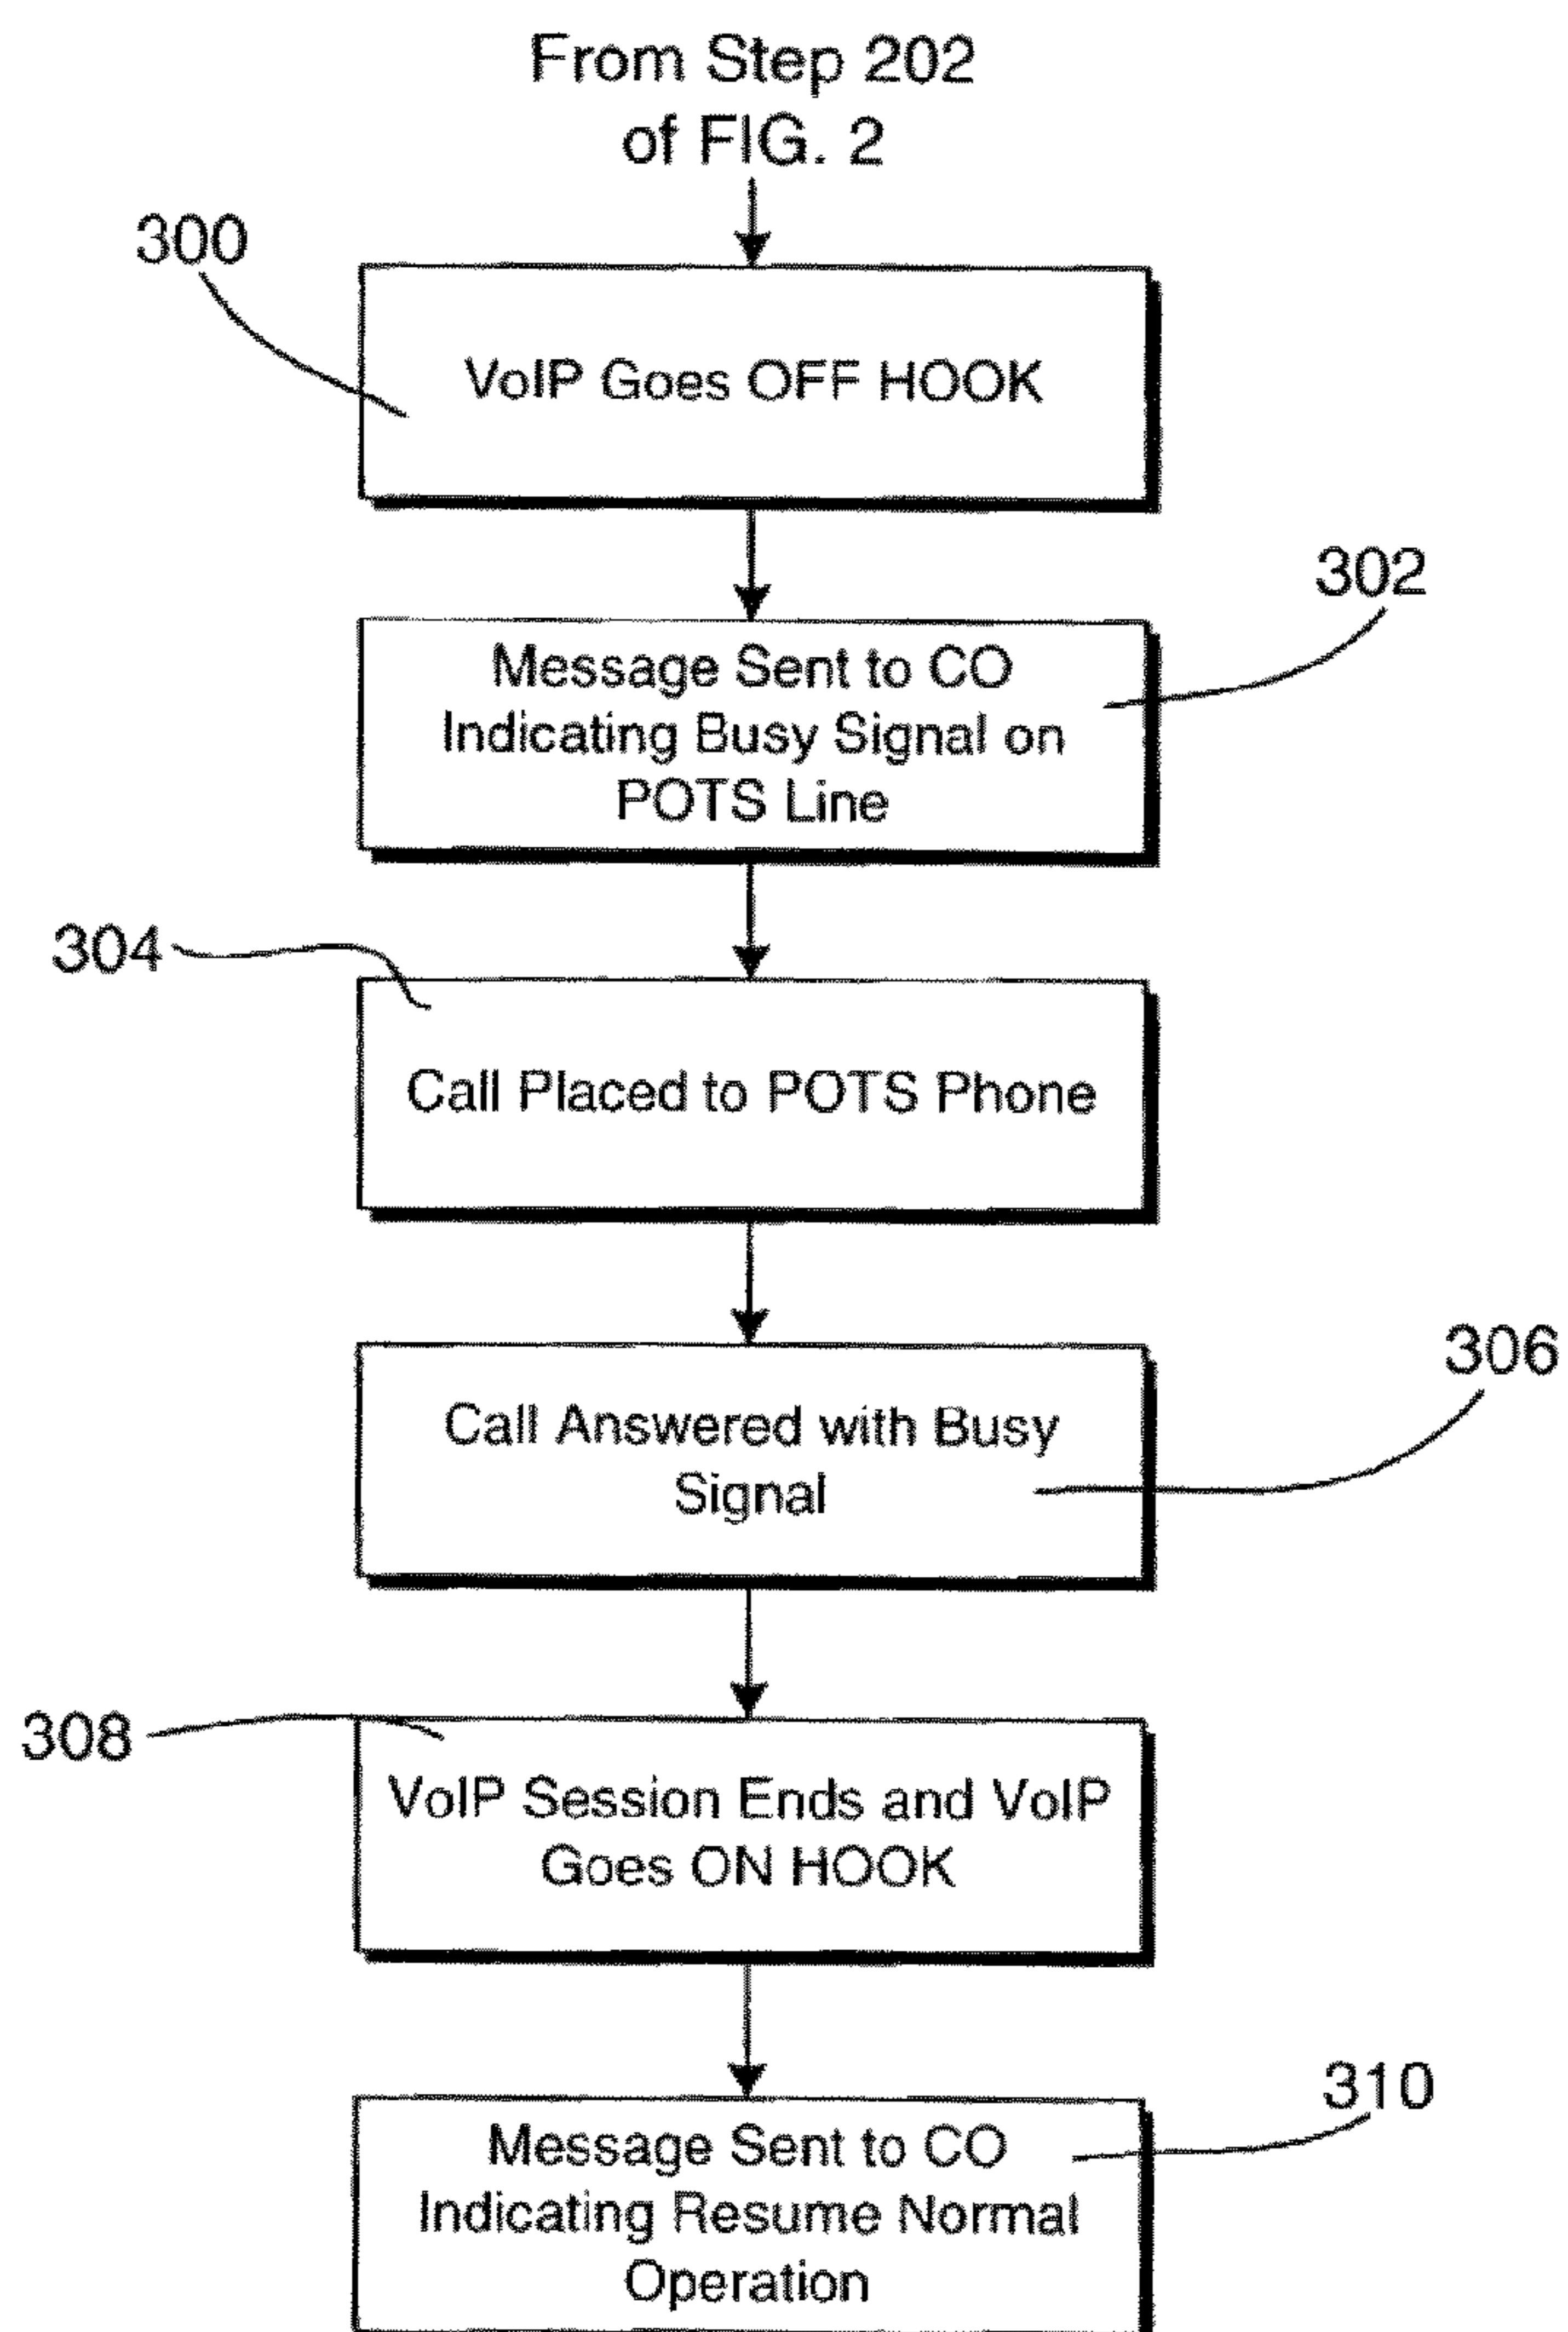 From Step 202
of FIG. 2
300
VoIP Goes OFF HOOK
302
Message Sent to CO
Indicating Busy Signal on
POTS Line
304
Call Placed to POTS Phone
306
Call Answered with Busy
Signal
308
VoIP Session Ends and VoIP
Goes ON HOOK
310
Message Sent to CO
Indicating Resume Normal
Operation